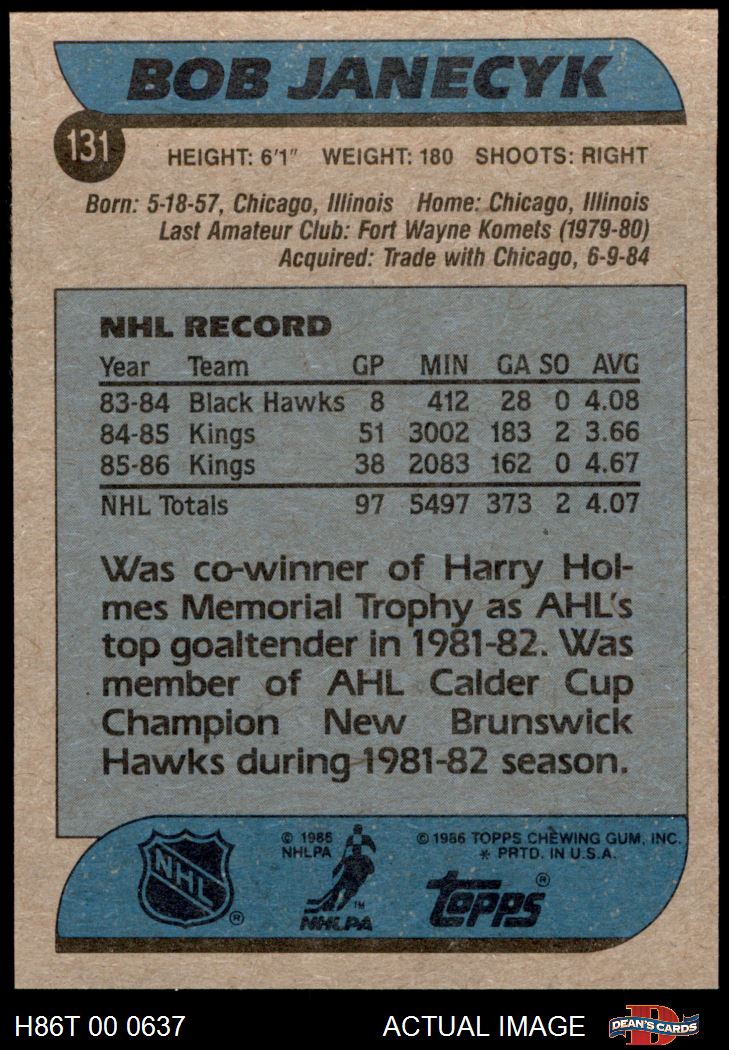 BOB JANECYK
131
HEIGHT: 6'1" WEIGHT: 180 SHOOTS: RIGHT
Born: 5-18-57, Chicago, Illinois Home: Chicago, Illinois
Last Amateur Club: Fort Wayne Komets (1979-80)
Acquired: Trade with Chicago, 6-9-84
NHL RECORD
Year Team GP MIN GA SO AVG
83-84 Black Hawks 8 412 28 0 4.08
84-85 Kings 51 3002 183 2 3.66
85-86 Kings 38 2083 162 0 4.67
NHL Totals 97 5497 373 2 4.07
Was co-winner of Harry Hol-
mes Memorial Trophy as AHL's
top goaltender in 1981-82. Was
member of AHL Calder Cup
Champion New Brunswick
Hawks during 1981-82 season.
NHL ®
© 1986
NHLPA
TM
NHLPA
© 1986 TOPPS CHEWING GUM, INC.
* PRTD. IN U.S.A.
TOPPS ®
H86T 00 0637 ACTUAL IMAGE D DEAN'S CARDS